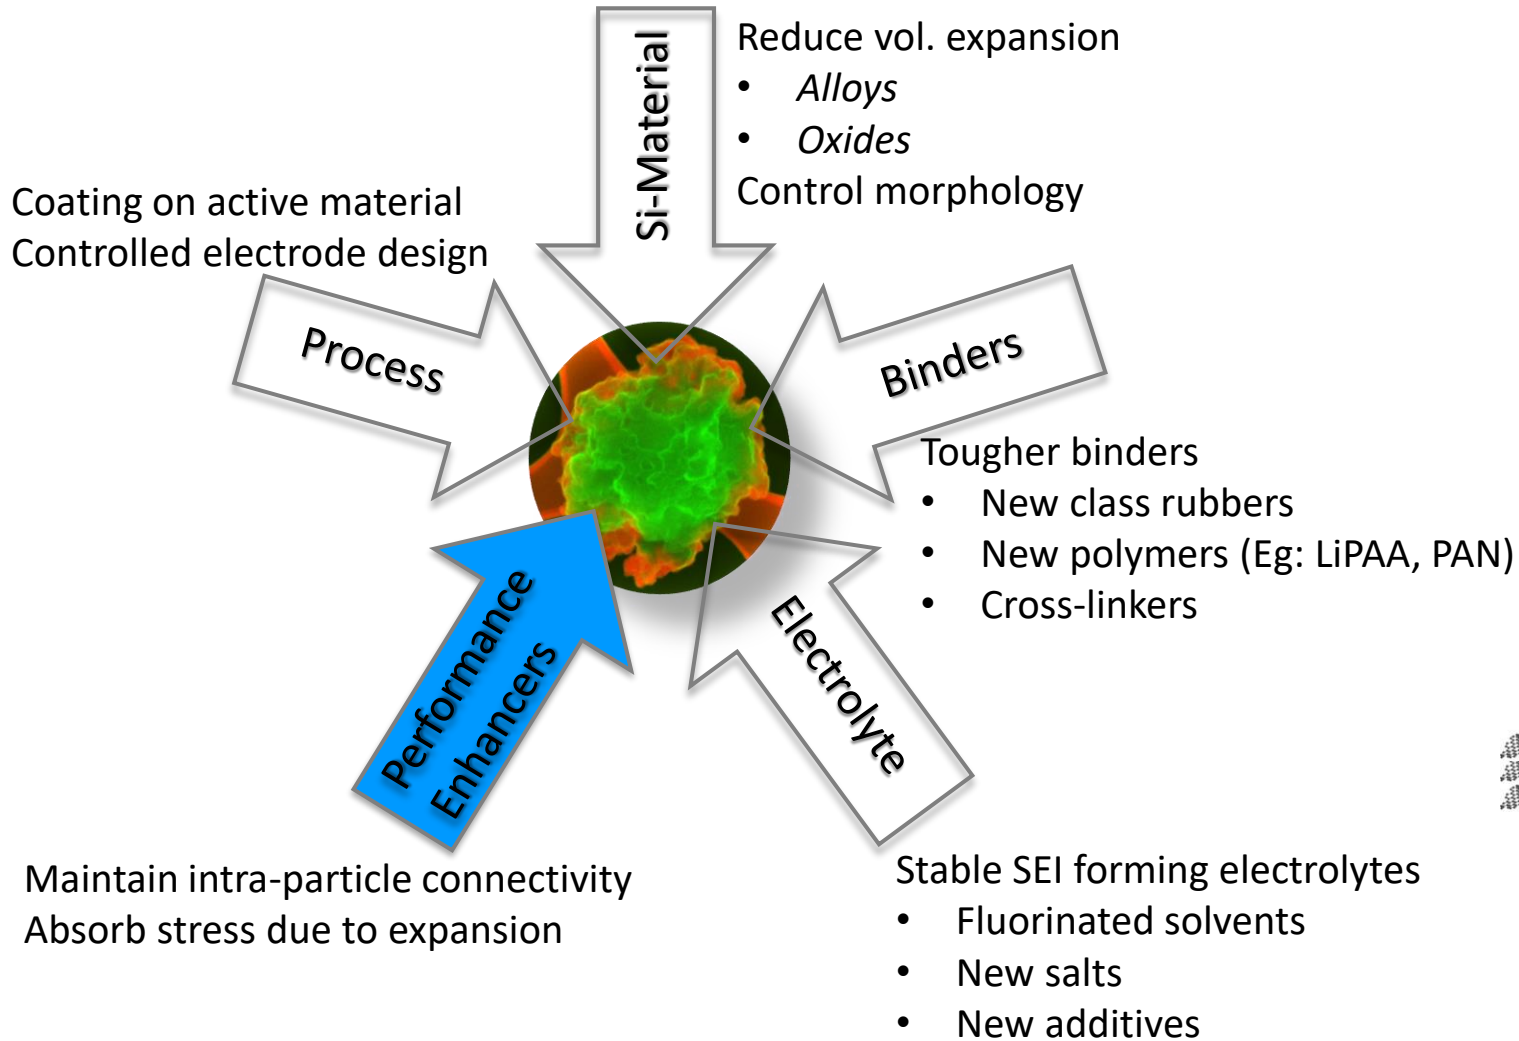 Si-Material
Reduce vol. expansion
• Alloys
• Oxides
Control morphology
Coating on active material
Controlled electrode design
Process
Binders
Tougher binders
• New class rubbers
• New polymers (Eg: LiPAA, PAN)
• Cross-linkers
Performance
Enhancers
Maintain intra-particle connectivity
Absorb stress due to expansion
Electrolyte
Stable SEI forming electrolytes
• Fluorinated solvents
• New salts
• New additives